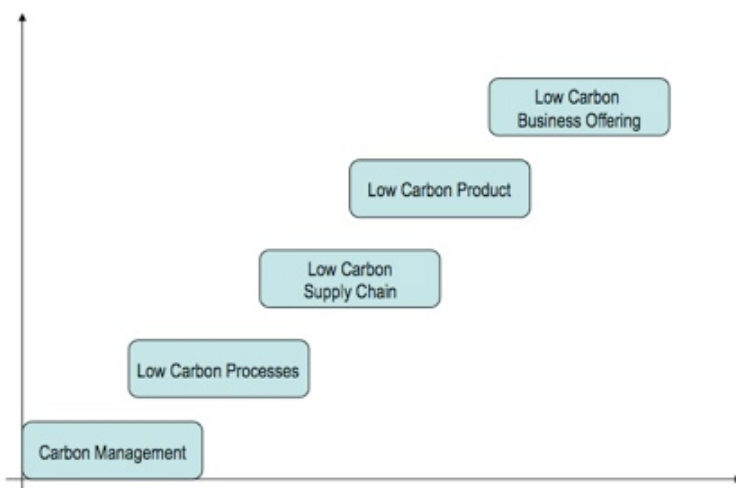 Low Carbon
Business Offering
Low Carbon Product
Low Carbon
Supply Chain
Low Carbon Processes
Carbon Management